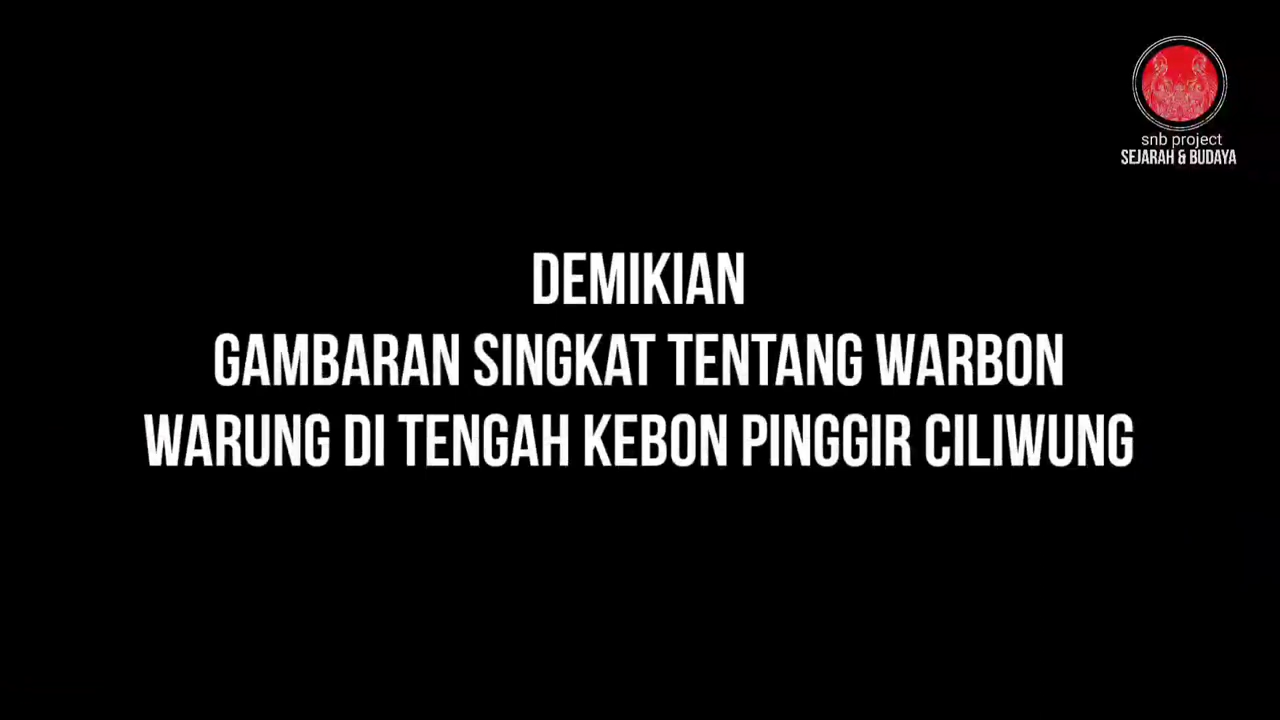 snb project
SEJARAH & BUDAYA
DEMIKIAN
GAMBARAN SINGKAT TENTANG WARBON
WARUNG DI TENGAH KEBON PINGGIR CILIWUNG